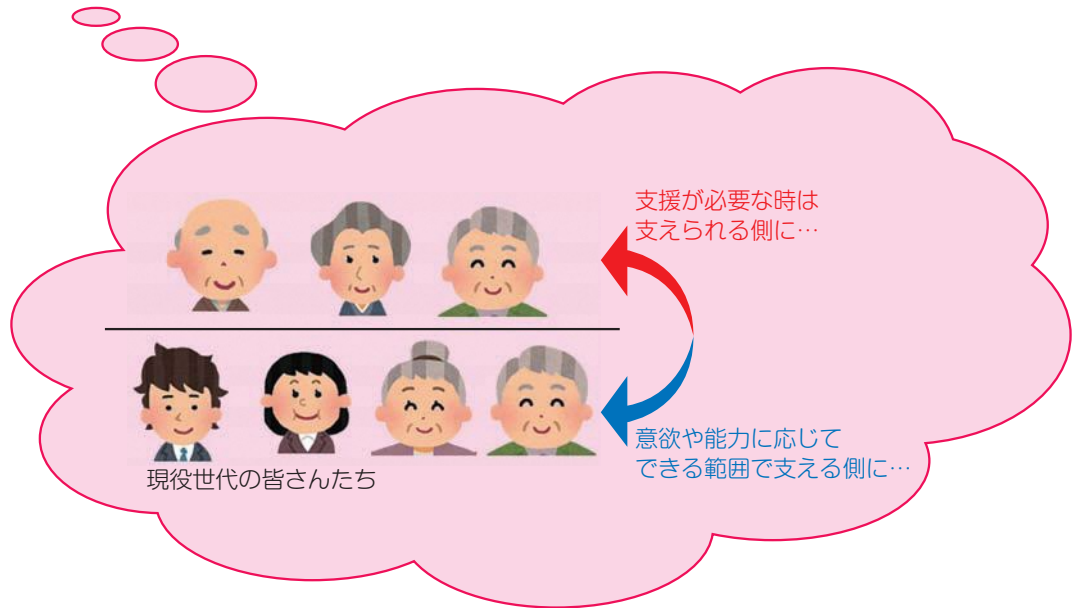 支援が必要な時は
支えられる側に…
意欲や能力に応じて
できる範囲で支える側に…
現役世代の皆さんたち